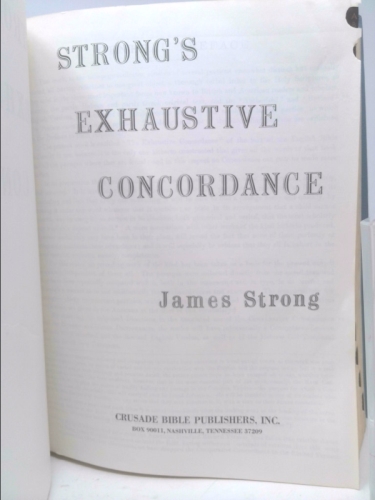 STRONG'S
EXHAUSTIVE
CONCORDANCE
James Strong
CRUSADE BIBLE PUBLISHERS, INC.
BOX 90011, NASHVILLE, TENNESSEE 37209